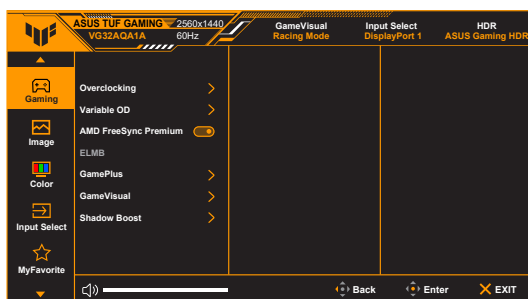 ASUS TUF GAMING 2560x1440
VG32AQA1A 60Hz
GameVisual
Racing Mode
Input Select
DisplayPort 1
HDR
ASUS Gaming HDR
Gaming
Image
Color
Input Select
MyFavorite
Overclocking
Variable OD
AMD FreeSync Premium
ELMB
GamePlus
GameVisual
Shadow Boost
Back
Enter
EXIT